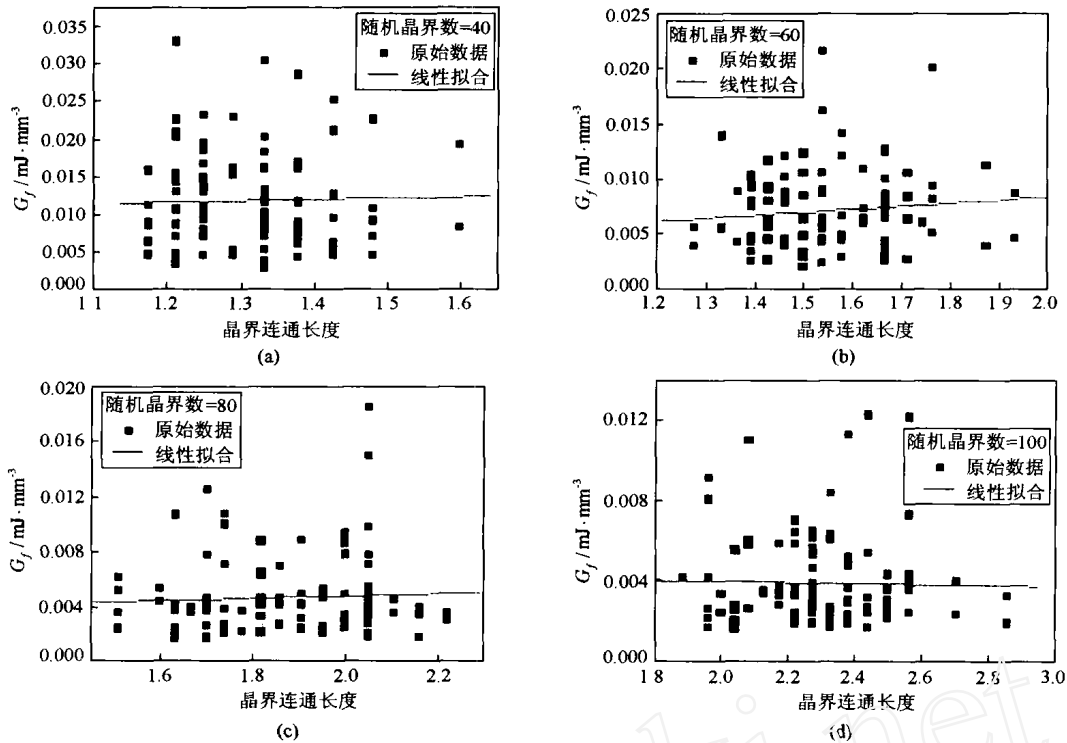 随机晶界数=40
原始数据
线性拟合
G_f / mJ·mm⁻³
0.035
0.030
0.025
0.020
0.015
0.010
0.005
0.000
1 1 1.2 1.3 1.4 1.5 1.6
晶界连通长度
(a)
随机晶界数=60
原始数据
线性拟合
G_f / mJ·mm⁻³
0.025
0.020
0.015
0.010
0.005
0.000
1.2 1.3 1.4 1.5 1.6 1.7 1.8 1.9 2.0
晶界连通长度
(b)
随机晶界数=80
原始数据
线性拟合
G_f / mJ·mm⁻³
0.020
0.016
0.012
0.008
0.004
0.000
1.6 1.8 2.0 2.2
晶界连通长度
(c)
随机晶界数=100
原始数据
线性拟合
G_f / mJ·mm⁻³
0.012
0.008
0.004
0.000
1 8 2.0 2.2 2.4 2.6 2.8 3.0
晶界连通长度
(d)